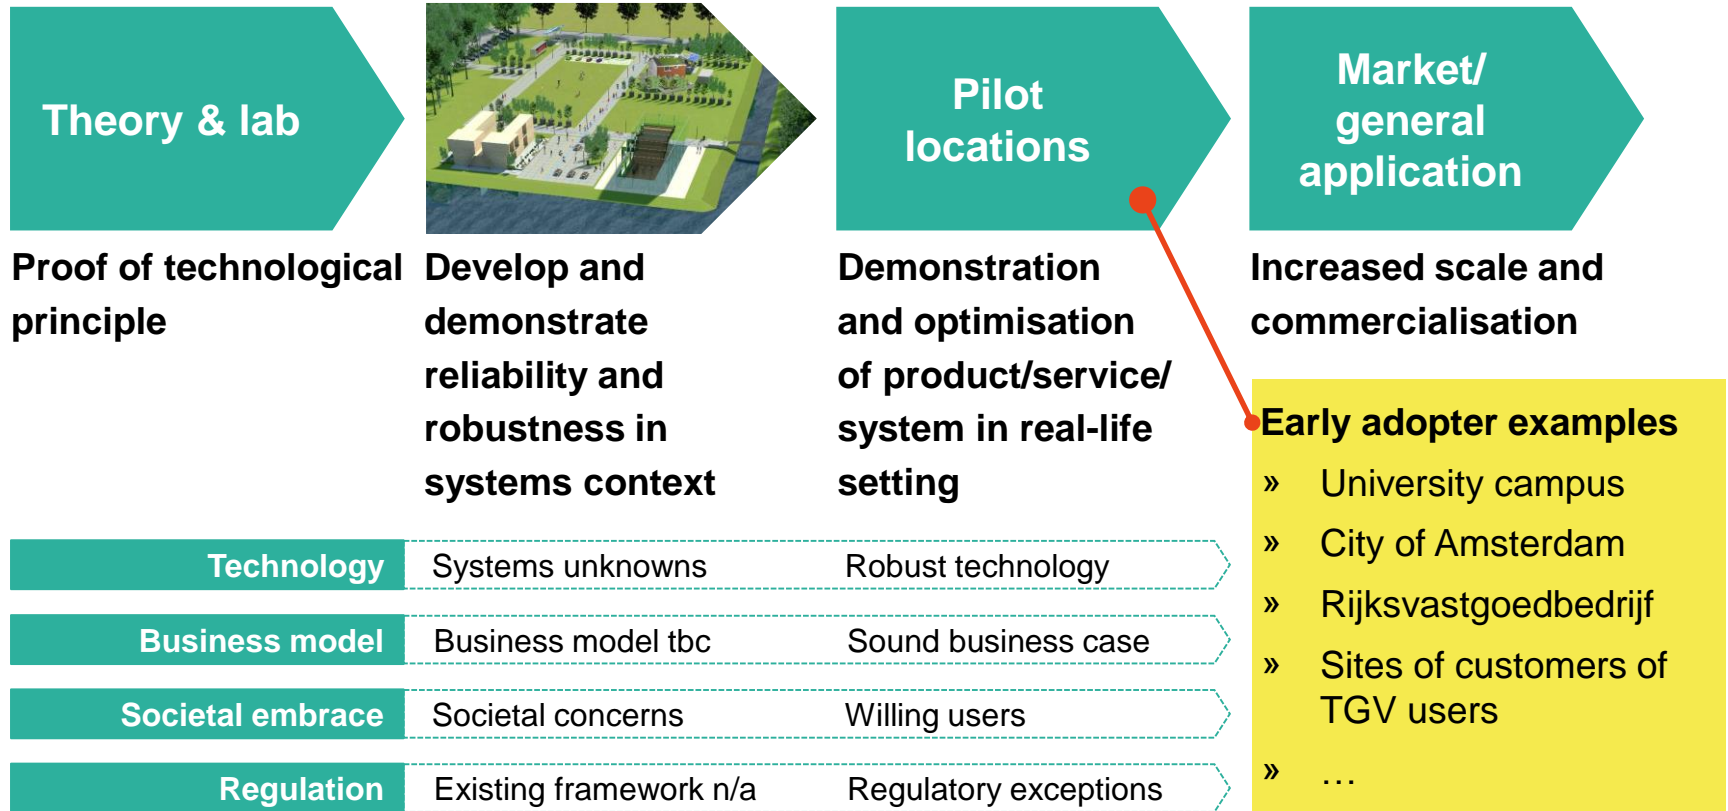 Theory & lab
Pilot
locations
Market/
general
application
Proof of technological
principle
Develop and
demonstrate
reliability and
robustness in
systems context
Demonstration
and optimisation
of product/service/
system in real-life
setting
Increased scale and
commercialisation
Early adopter examples
» University campus
» City of Amsterdam
» Rijksvastgoedbedrijf
» Sites of customers of
TGV users
» …
Technology Systems unknowns Robust technology
Business model Business model tbc Sound business case
Societal embrace Societal concerns Willing users
Regulation Existing framework n/a Regulatory exceptions